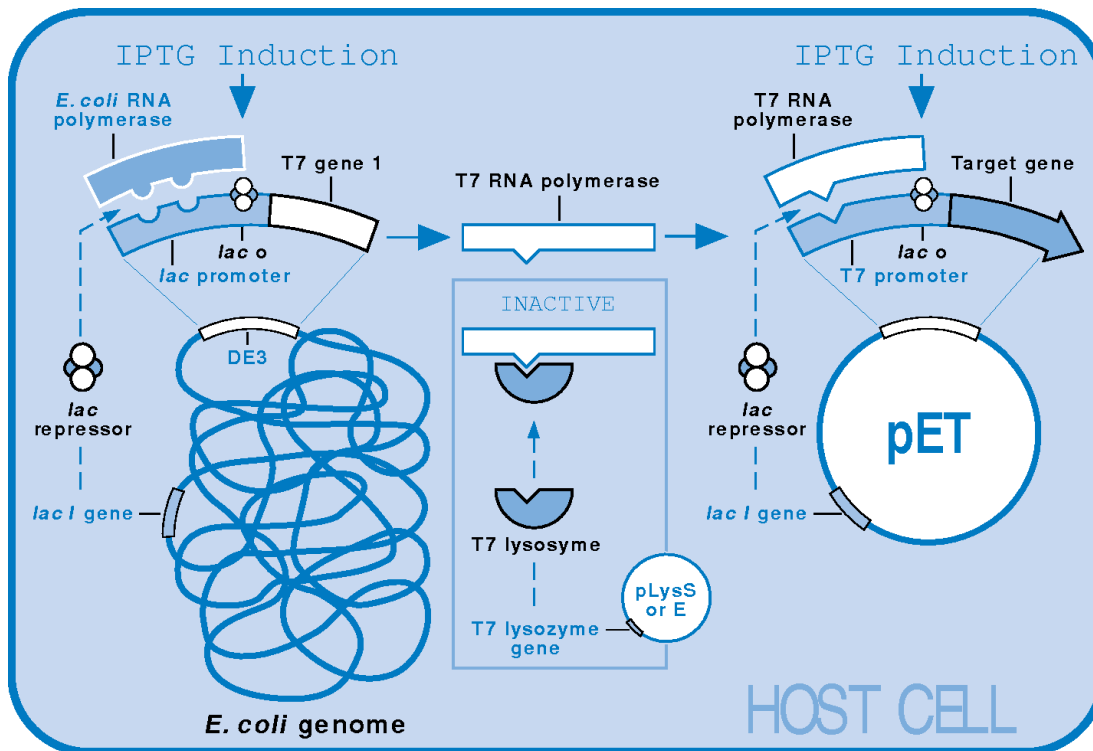 IPTG Induction
E. coli RNA
polymerase
T7 gene 1
lac o
lac promoter
DE3
lac
repressor
lac I gene
E. coli genome
T7 RNA polymerase
INACTIVE
T7 lysosyme
pLysS
or E
T7 lysozyme
gene
IPTG Induction
T7 RNA
polymerase
Target gene
lac o
T7 promoter
lac
repressor
pET
lac I gene
HOST CELL